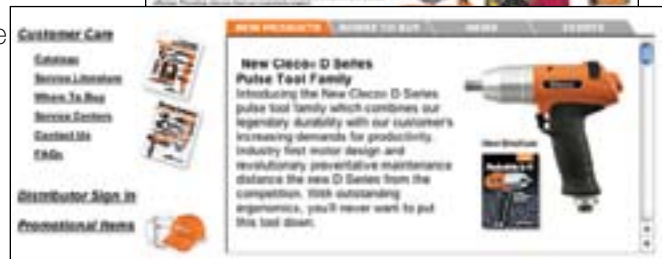 Customer Care
Catalogs
Service Literature
Where To Buy
Service Centers
Contact Us
FAQs
Distributor Sign in
Promotional Items
NEW PRODUCTS
WHERE TO BUY
NEWS
EVENTS
New Cleco® D Series
Pulse Tool Family
Introducing the New Cleco® D Series
pulse tool family which combines our
legendary durability with our customer's
increasing demands for productivity.
Industry first motor design and
revolutionary preventative maintenance
distance the new D Series from the
competition. With outstanding
ergonomics, you'll never want to put
this tool down.